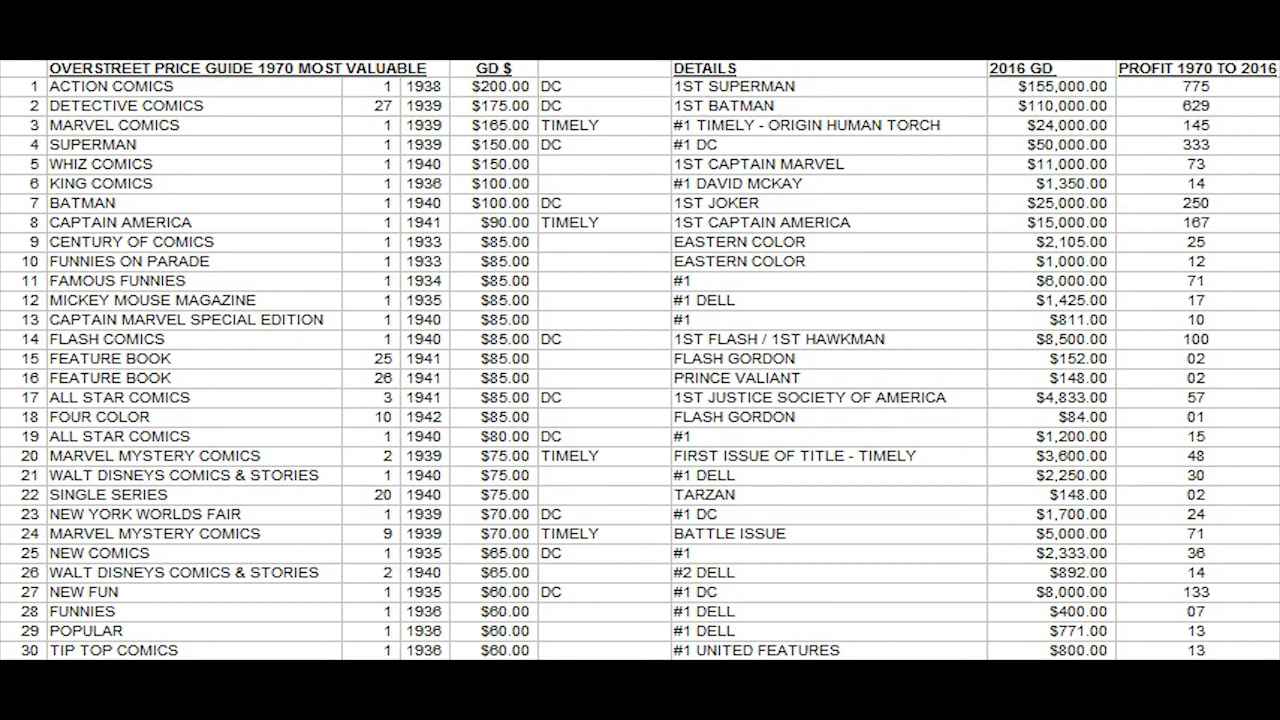 OVERSTREET PRICE GUIDE 1970 MOST VALUABLE GD $ DETAILS 2016 GD PROFIT 1970 TO 2016
1 ACTION COMICS 1 1938 $200.00 DC 1ST SUPERMAN $155,000.00 775
2 DETECTIVE COMICS 27 1939 $175.00 DC 1ST BATMAN $110,000.00 629
3 MARVEL COMICS 1 1939 $165.00 TIMELY #1 TIMELY - ORIGIN HUMAN TORCH $24,000.00 145
4 SUPERMAN 1 1939 $150.00 DC #1 DC $50,000.00 333
5 WHIZ COMICS 1 1940 $150.00 1ST CAPTAIN MARVEL $11,000.00 73
6 KING COMICS 1 1936 $100.00 #1 DAVID MCKAY $1,350.00 14
7 BATMAN 1 1940 $100.00 DC 1ST JOKER $25,000.00 250
8 CAPTAIN AMERICA 1 1941 $90.00 TIMELY 1ST CAPTAIN AMERICA $15,000.00 167
9 CENTURY OF COMICS 1 1933 $85.00 EASTERN COLOR $2,105.00 25
10 FUNNIES ON PARADE 1 1933 $85.00 EASTERN COLOR $1,000.00 12
11 FAMOUS FUNNIES 1 1934 $85.00 #1 $6,000.00 71
12 MICKEY MOUSE MAGAZINE 1 1935 $85.00 #1 DELL $1,425.00 17
13 CAPTAIN MARVEL SPECIAL EDITION 1 1940 $85.00 #1 $811.00 10
14 FLASH COMICS 1 1940 $85.00 DC 1ST FLASH / 1ST HAWKMAN $8,500.00 100
15 FEATURE BOOK 25 1941 $85.00 FLASH GORDON $152.00 02
16 FEATURE BOOK 26 1941 $85.00 PRINCE VALIANT $148.00 02
17 ALL STAR COMICS 3 1941 $85.00 DC 1ST JUSTICE SOCIETY OF AMERICA $4,833.00 57
18 FOUR COLOR 10 1942 $85.00 FLASH GORDON $84.00 01
19 ALL STAR COMICS 1 1940 $80.00 DC #1 $1,200.00 15
20 MARVEL MYSTERY COMICS 2 1939 $75.00 TIMELY FIRST ISSUE OF TITLE - TIMELY $3,600.00 48
21 WALT DISNEYS COMICS & STORIES 1 1940 $75.00 #1 DELL $2,250.00 30
22 SINGLE SERIES 20 1940 $75.00 TARZAN $148.00 02
23 NEW YORK WORLDS FAIR 1 1939 $70.00 DC #1 DC $1,700.00 24
24 MARVEL MYSTERY COMICS 9 1939 $70.00 TIMELY BATTLE ISSUE $5,000.00 71
25 NEW COMICS 1 1935 $65.00 DC #1 $2,333.00 36
26 WALT DISNEYS COMICS & STORIES 2 1940 $65.00 #2 DELL $892.00 14
27 NEW FUN 1 1935 $60.00 DC #1 DC $8,000.00 133
28 FUNNIES 1 1936 $60.00 #1 DELL $400.00 07
29 POPULAR 1 1936 $60.00 #1 DELL $771.00 13
30 TIP TOP COMICS 1 1936 $60.00 #1 UNITED FEATURES $800.00 13